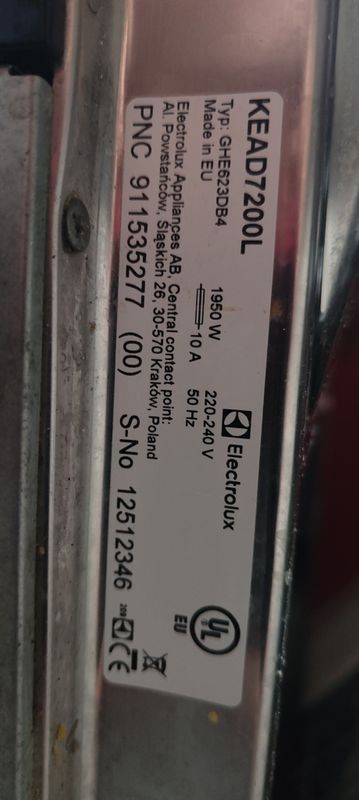 KEAD7200L
Electrolux
Typ: GHE623DB4
1950 W
220-240 V
Made in EU
10 A
50 Hz
UL
EU
Electrolux Appliances AB, Central contact point:
Al. Powstańców, Śląskich 26, 30-570 Kraków, Poland
PNC 911535277 (00) S-No 12512346
CE